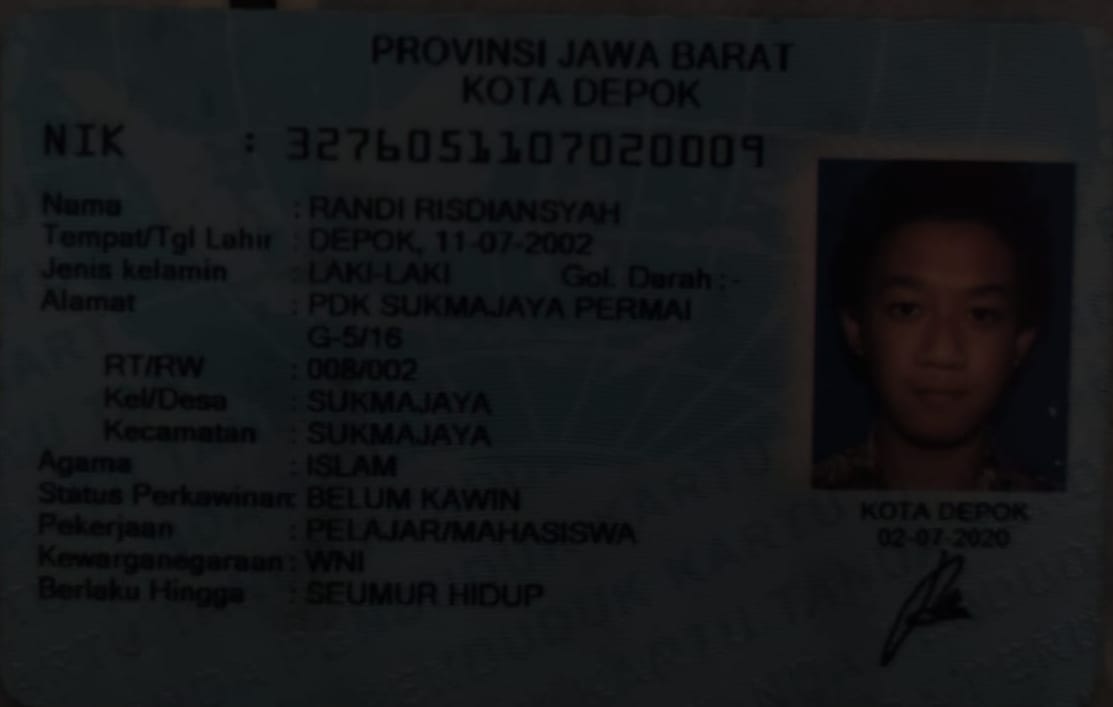 PROVINSI JAWA BARAT
KOTA DEPOK
NIK : 3276051107020009
Nama : RANDI RISDIANSYAH
Tempat/Tgl Lahir : DEPOK, 11-07-2002
Jenis kelamin : LAKI-LAKI Gol. Darah : -
Alamat : PDK SUKMAJAYA PERMAI
G-5/16
RT/RW : 008/002
Kel/Desa : SUKMAJAYA
Kecamatan : SUKMAJAYA
Agama : ISLAM
Status Perkawinan: BELUM KAWIN
Pekerjaan : PELAJAR/MAHASISWA
Kewarganegaraan : WNI
Berlaku Hingga : SEUMUR HIDUP
KOTA DEPOK
02-07-2020